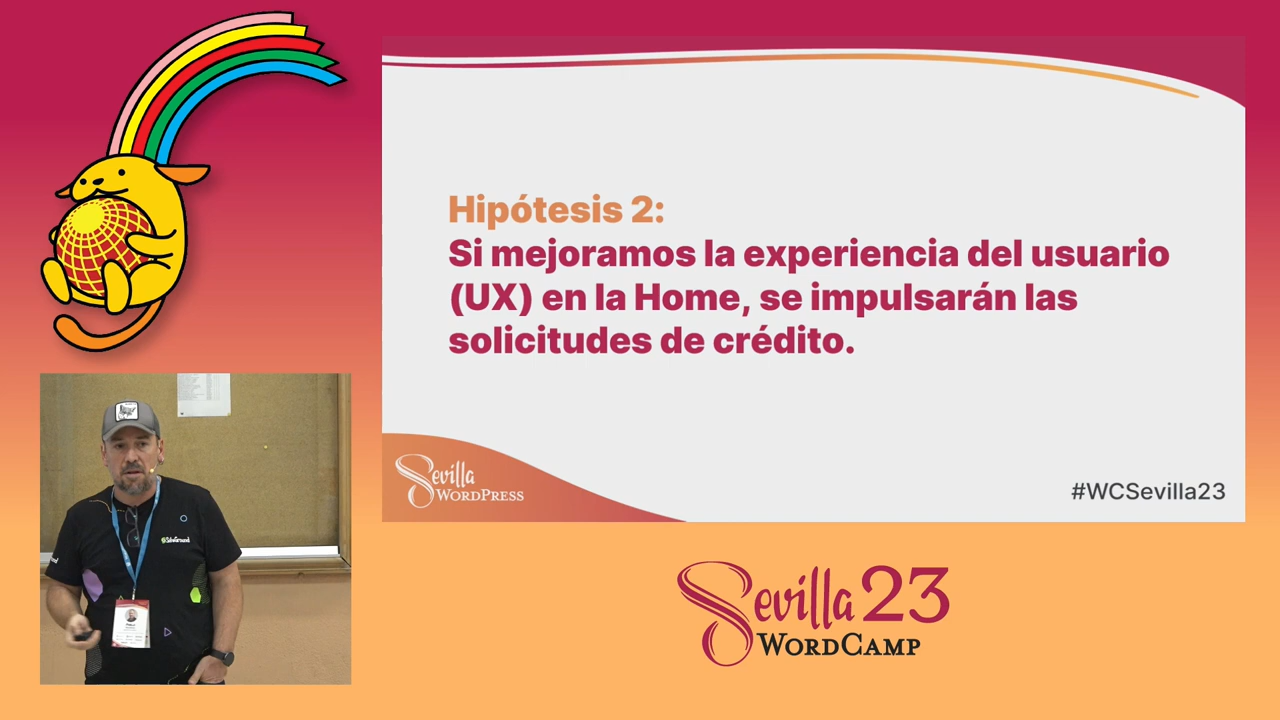 Hipótesis 2:
Si mejoramos la experiencia del usuario
(UX) en la Home, se impulsarán las
solicitudes de crédito.
Sevilla
WORDPRESS
#WCSevilla23
SiteGround
Sevilla 23
WORDCAMP